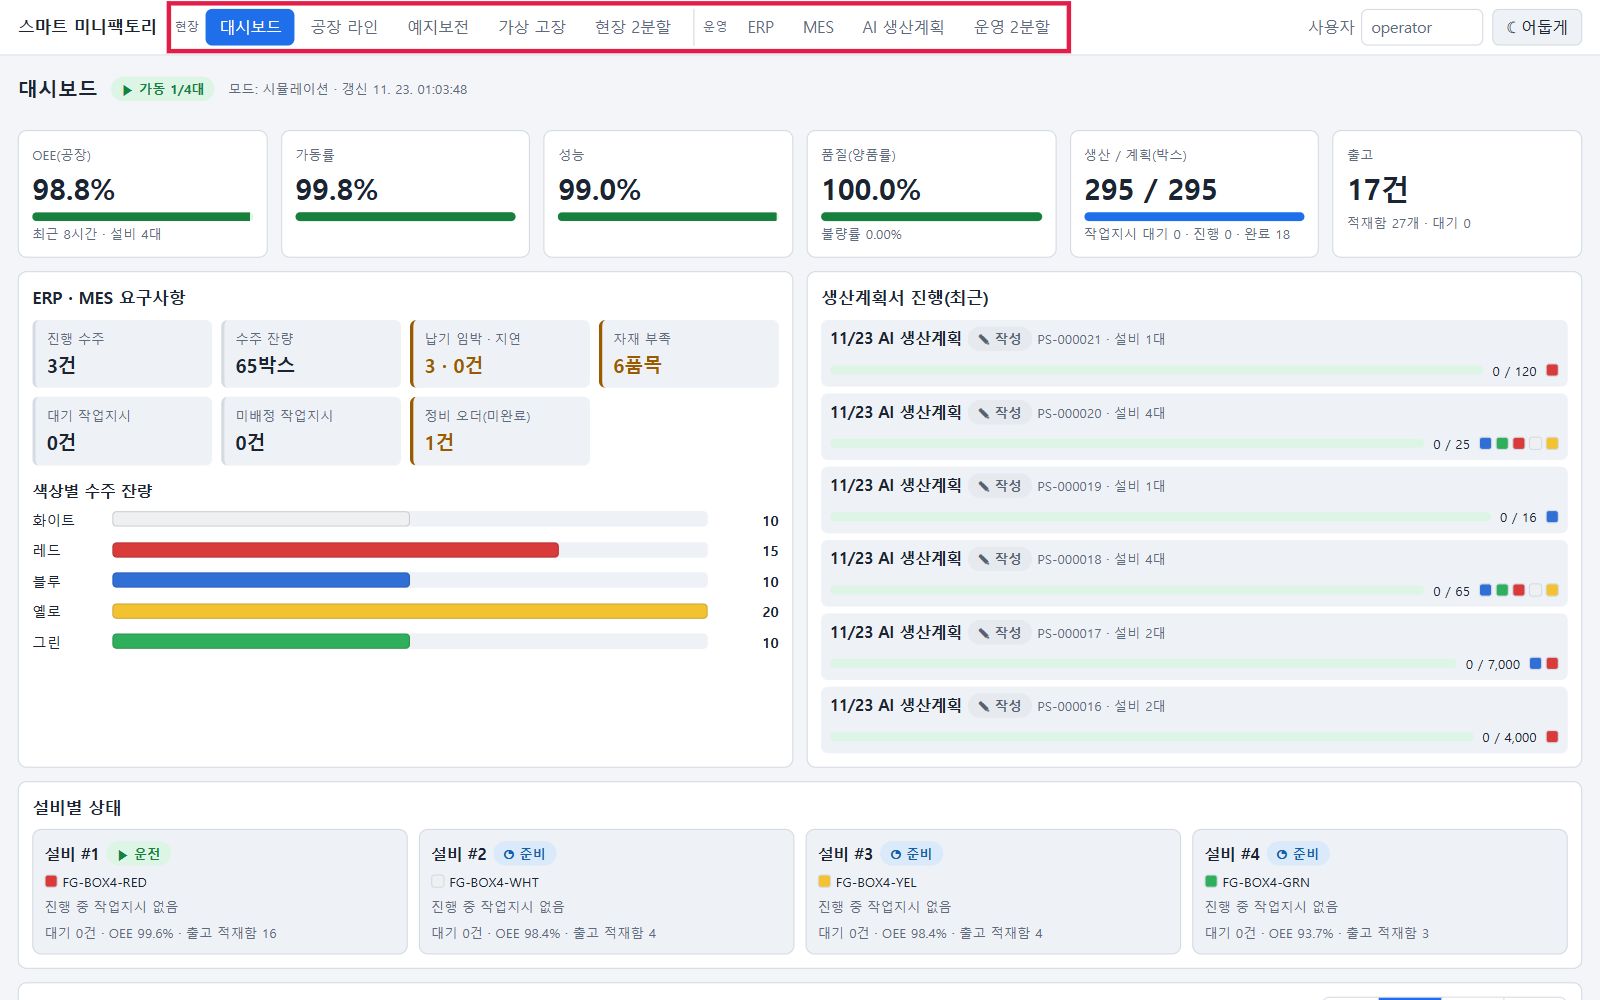 스마트 미니팩토리 현장 대시보드 공장 라인 예지보전 가상 고장 현장 2분할 운영 ERP MES AI 생산계획 운영 2분할 사용자 operator ☾ 어둡게
대시보드 ▶ 가동 1/4대 모드: 시뮬레이션 · 갱신 11. 23. 01:03:48
OEE(공장)
98.8%
최근 8시간 · 설비 4대
가동률
99.8%
성능
99.0%
품질(양품률)
100.0%
불량률 0.00%
생산 / 계획(박스)
295 / 295
작업지시 대기 0 · 진행 0 · 완료 18
출고
17건
적재함 27개 · 대기 0
ERP · MES 요구사항
진행 수주
3건
수주 잔량
65박스
납기 임박 · 지연
3 · 0건
자재 부족
6품목
대기 작업지시
0건
미배정 작업지시
0건
정비 오더(미완료)
1건
색상별 수주 잔량
화이트 10
레드 15
블루 10
옐로 20
그린 10
생산계획서 진행(최근)
11/23 AI 생산계획 ✎ 작성 PS-000021 · 설비 1대
0 / 120
11/23 AI 생산계획 ✎ 작성 PS-000020 · 설비 4대
0 / 25
11/23 AI 생산계획 ✎ 작성 PS-000019 · 설비 1대
0 / 16
11/23 AI 생산계획 ✎ 작성 PS-000018 · 설비 4대
0 / 65
11/23 AI 생산계획 ✎ 작성 PS-000017 · 설비 2대
0 / 7,000
11/23 AI 생산계획 ✎ 작성 PS-000016 · 설비 2대
0 / 4,000
설비별 상태
설비 #1 ▶ 운전
FG-BOX4-RED
진행 중 작업지시 없음
대기 0건 · OEE 99.6% · 출고 적재함 16
설비 #2 ◔ 준비
FG-BOX4-WHT
진행 중 작업지시 없음
대기 0건 · OEE 98.4% · 출고 적재함 4
설비 #3 ◔ 준비
FG-BOX4-YEL
진행 중 작업지시 없음
대기 0건 · OEE 98.4% · 출고 적재함 4
설비 #4 ◔ 준비
FG-BOX4-GRN
진행 중 작업지시 없음
대기 0건 · OEE 93.7% · 출고 적재함 3